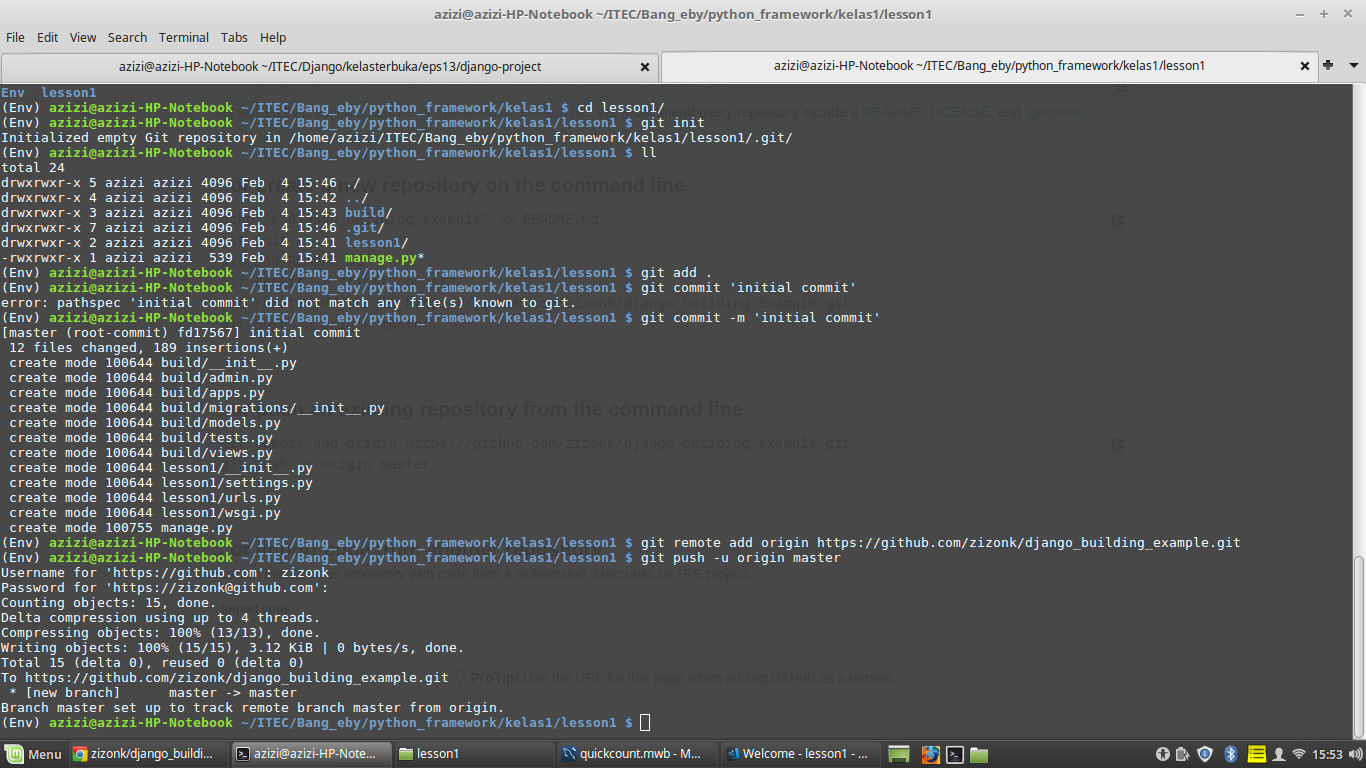 azizi@azizi-HP-Notebook ~/ITEC/Bang_eby/python_framework/kelas1/lesson1
File Edit View Search Terminal Tabs Help
azizi@azizi-HP-Notebook ~/ITEC/Django/kelasterbuka/eps13/django-project
azizi@azizi-HP-Notebook ~/ITEC/Bang_eby/python_framework/kelas1/lesson1
Env lesson1
(Env) azizi@azizi-HP-Notebook ~/ITEC/Bang_eby/python_framework/kelas1 $ cd lesson1/
(Env) azizi@azizi-HP-Notebook ~/ITEC/Bang_eby/python_framework/kelas1/lesson1 $ git init
Initialized empty Git repository in /home/azizi/ITEC/Bang_eby/python_framework/kelas1/lesson1/.git/
(Env) azizi@azizi-HP-Notebook ~/ITEC/Bang_eby/python_framework/kelas1/lesson1 $ ll
total 24
drwxrwxr-x 5 azizi azizi 4096 Feb  4 15:46 ./
drwxrwxr-x 4 azizi azizi 4096 Feb  4 15:42 ../
drwxrwxr-x 3 azizi azizi 4096 Feb  4 15:43 build/
drwxrwxr-x 7 azizi azizi 4096 Feb  4 15:46 .git/
drwxrwxr-x 2 azizi azizi 4096 Feb  4 15:41 lesson1/
-rwxrwxr-x 1 azizi azizi  539 Feb  4 15:41 manage.py*
(Env) azizi@azizi-HP-Notebook ~/ITEC/Bang_eby/python_framework/kelas1/lesson1 $ git add .
(Env) azizi@azizi-HP-Notebook ~/ITEC/Bang_eby/python_framework/kelas1/lesson1 $ git commit 'initial commit'
error: pathspec 'initial commit' did not match any file(s) known to git.
(Env) azizi@azizi-HP-Notebook ~/ITEC/Bang_eby/python_framework/kelas1/lesson1 $ git commit -m 'initial commit'
[master (root-commit) fd17567] initial commit
 12 files changed, 189 insertions(+)
 create mode 100644 build/__init__.py
 create mode 100644 build/admin.py
 create mode 100644 build/apps.py
 create mode 100644 build/migrations/__init__.py
 create mode 100644 build/models.py
 create mode 100644 build/tests.py
 create mode 100644 build/views.py
 create mode 100644 lesson1/__init__.py
 create mode 100644 lesson1/settings.py
 create mode 100644 lesson1/urls.py
 create mode 100644 lesson1/wsgi.py
 create mode 100755 manage.py
(Env) azizi@azizi-HP-Notebook ~/ITEC/Bang_eby/python_framework/kelas1/lesson1 $ git remote add origin https://github.com/zizonk/django_building_example.git
(Env) azizi@azizi-HP-Notebook ~/ITEC/Bang_eby/python_framework/kelas1/lesson1 $ git push -u origin master
Username for 'https://github.com': zizonk
Password for 'https://zizonk@github.com':
Counting objects: 15, done.
Delta compression using up to 4 threads.
Compressing objects: 100% (13/13), done.
Writing objects: 100% (15/15), 3.12 KiB | 0 bytes/s, done.
Total 15 (delta 0), reused 0 (delta 0)
To https://github.com/zizonk/django_building_example.git
 * [new branch]      master -> master
Branch master set up to track remote branch master from origin.
(Env) azizi@azizi-HP-Notebook ~/ITEC/Bang_eby/python_framework/kelas1/lesson1 $
Menu zizonk/django_buildi... azizi@azizi-HP-Note... lesson1 quickcount.mwb - M... Welcome - lesson1 - ... 15:53